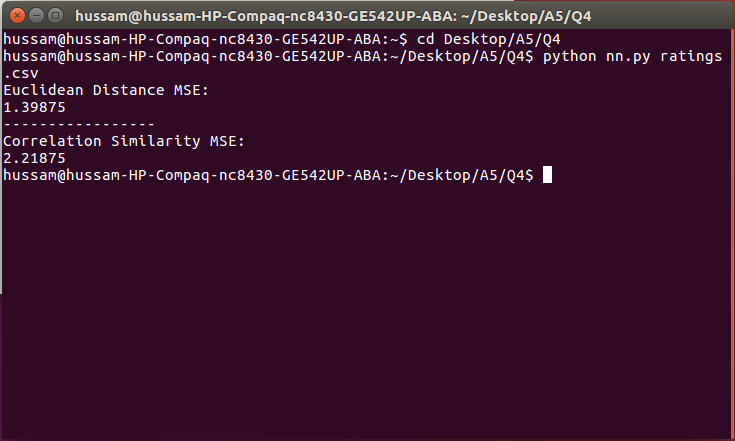 hussam@hussam-HP-Compaq-nc8430-GE542UP-ABA: ~/Desktop/A5/Q4
hussam@hussam-HP-Compaq-nc8430-GE542UP-ABA:~$ cd Desktop/A5/Q4
hussam@hussam-HP-Compaq-nc8430-GE542UP-ABA:~/Desktop/A5/Q4$ python nn.py ratings
.csv
Euclidean Distance MSE:
1.39875
-----------------
Correlation Similarity MSE:
2.21875
hussam@hussam-HP-Compaq-nc8430-GE542UP-ABA:~/Desktop/A5/Q4$